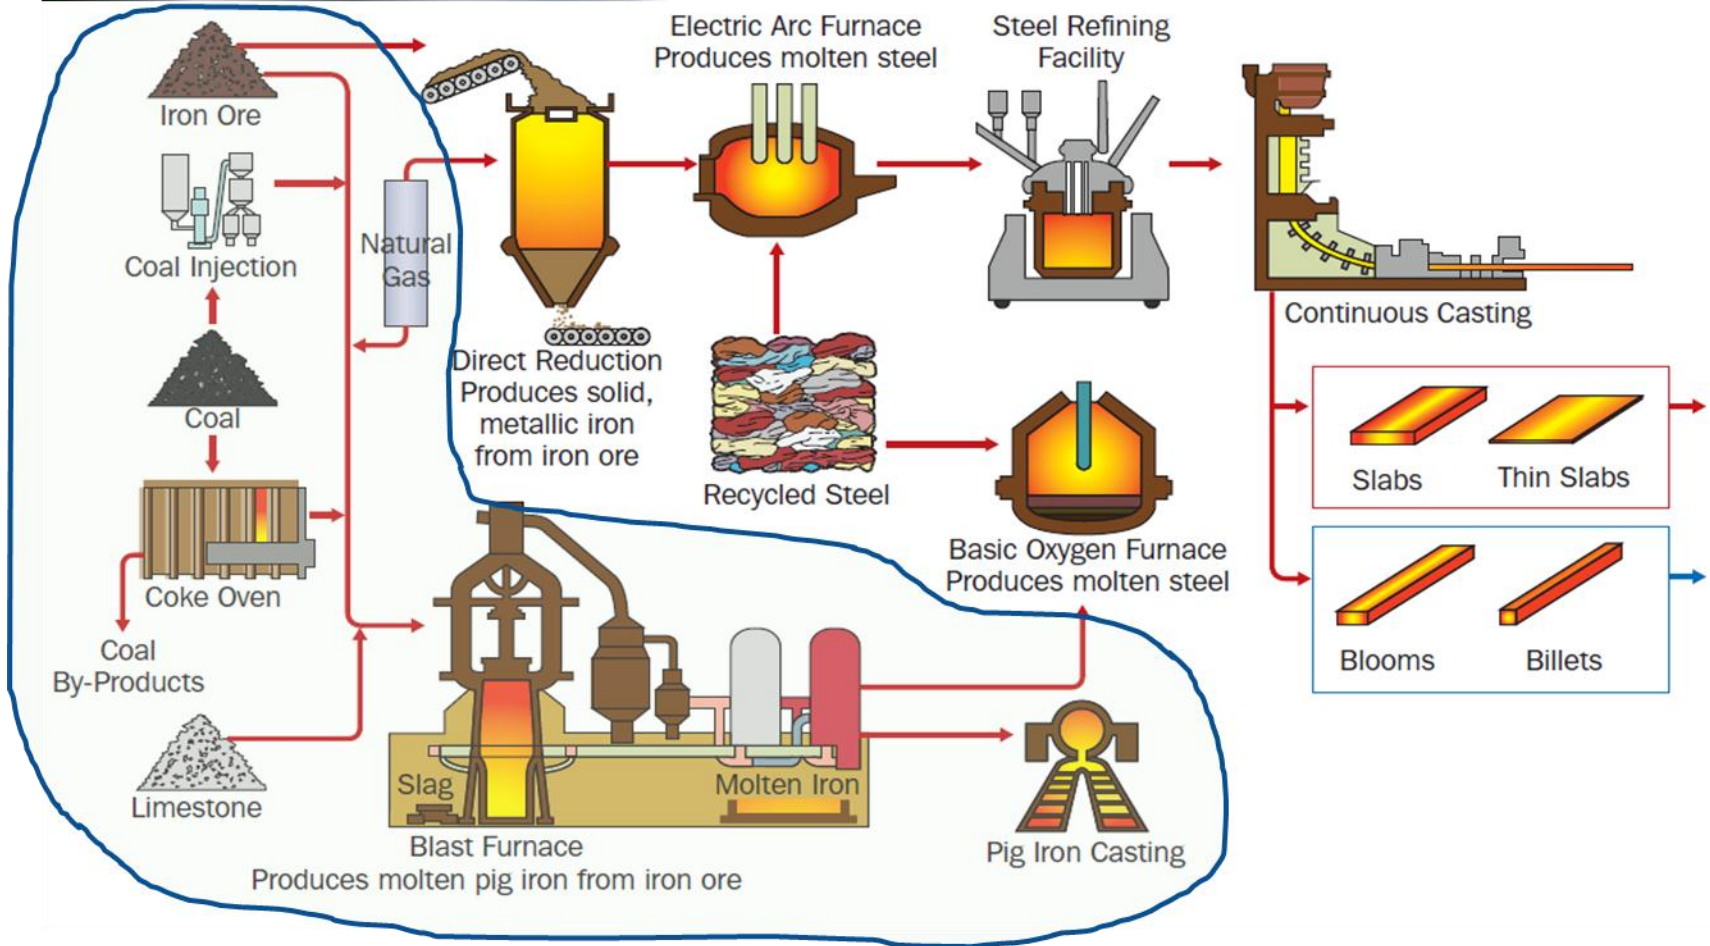 Iron Ore
Coal Injection
Coal
Coke Oven
Coal
By-Products
Limestone
Natural
Gas
Direct Reduction
Produces solid,
metallic iron
from iron ore
Electric Arc Furnace
Produces molten steel
Steel Refining
Facility
Recycled Steel
Basic Oxygen Furnace
Produces molten steel
Continuous Casting
Slabs
Thin Slabs
Blooms
Billets
Slag
Molten Iron
Blast Furnace
Produces molten pig iron from iron ore
Pig Iron Casting